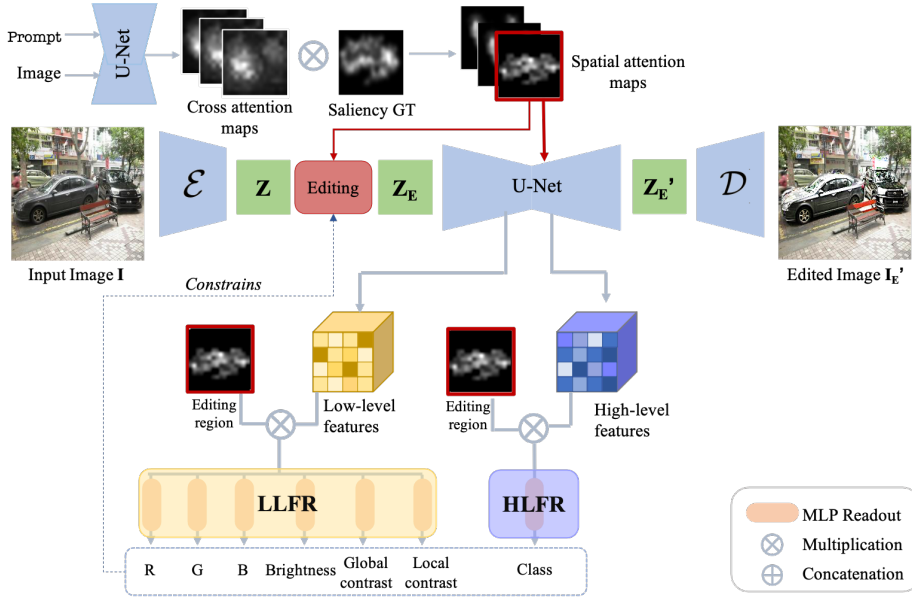 Prompt
Image
U-Net
Cross attention
maps
Saliency GT
Spatial attention
maps
Input Image I
ℰ
Z
Editing
Z_E
U-Net
Z_E’
𝒟
Edited Image I_E’
Constrains
Editing
region
Low-level
features
Editing
region
High-level
features
LLFR
HLFR
R
G
B
Brightness
Global
contrast
Local
contrast
Class
MLP Readout
Multiplication
Concatenation